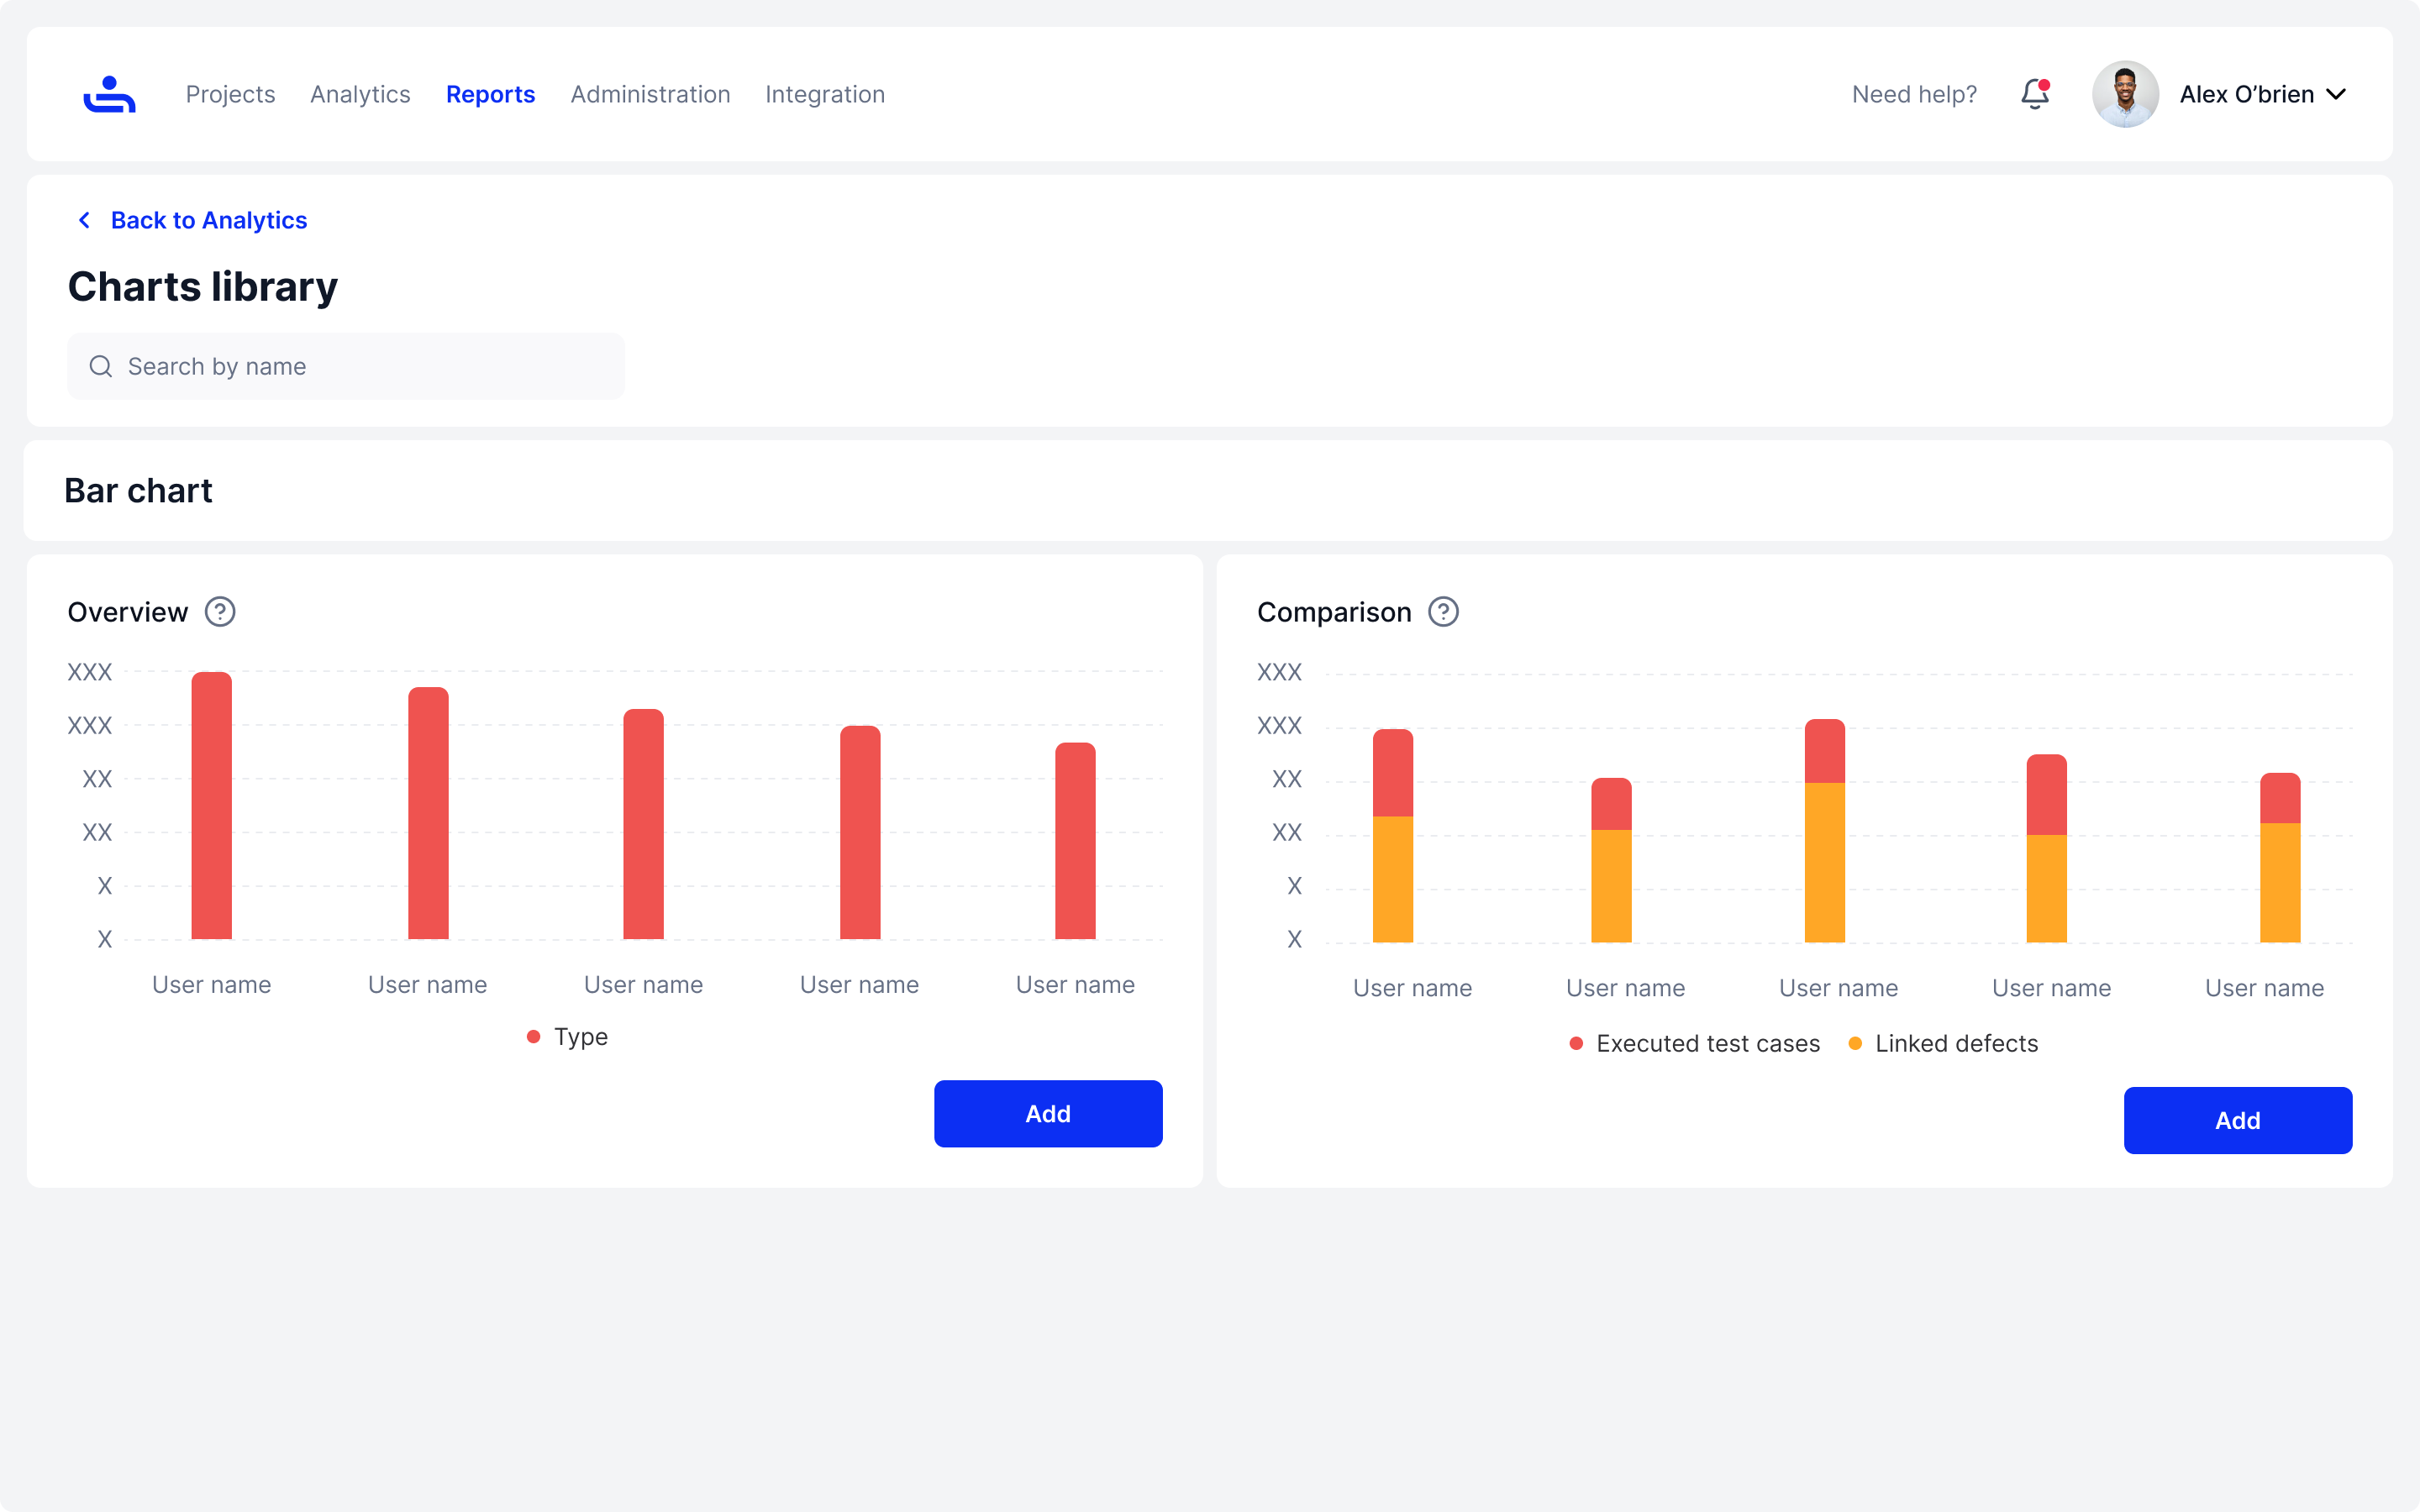 Projects Analytics Reports Administration Integration Need help? Alex O’brien
Back to Analytics
Charts library
Search by name
Bar chart
Overview
XXX
XXX
XX
XX
X
X
User name User name User name User name User name
Type
Add
Comparison
XXX
XXX
XX
XX
X
X
User name User name User name User name User name
Executed test cases Linked defects
Add